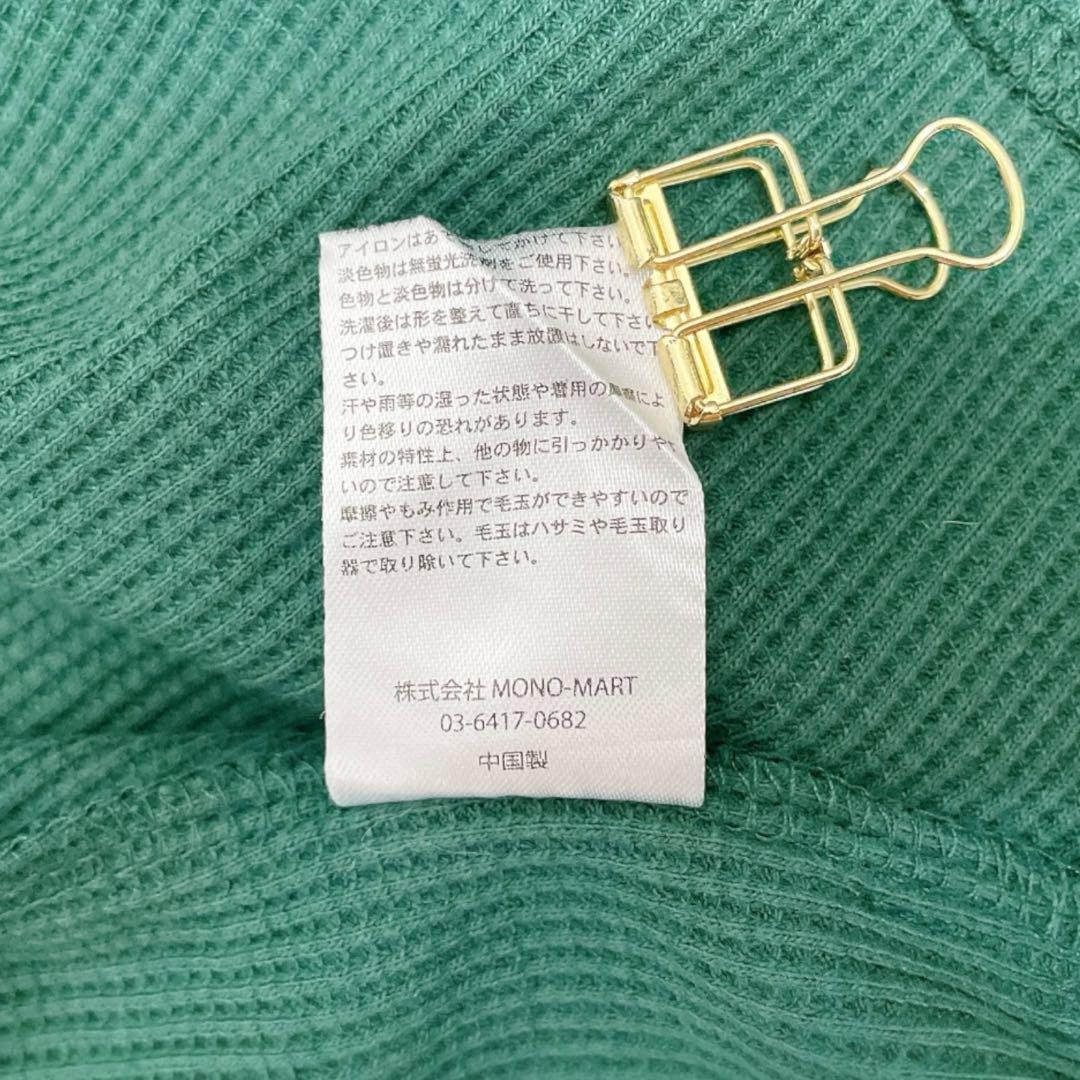 アイロンはあ かけて下さい
淡色物は無蛍光洗剤をご使用下さい。
色物と淡色物は分けて洗って下さい。
洗濯後は形を整えて直ちに干して下さい
つけ置きや濡れたまま放置はしないで下
さい。
汗や雨等の湿った状態や着用の摩擦によ
り色移りの恐れがあります。
素材の特性上、他の物に引っかかりや、
いので注意して下さい。
摩擦やもみ作用で毛玉ができやすいので
ご注意下さい。毛玉はハサミや毛玉取り
器で取り除いて下さい。
株式会社 MONO-MART
03-6417-0682
中国製